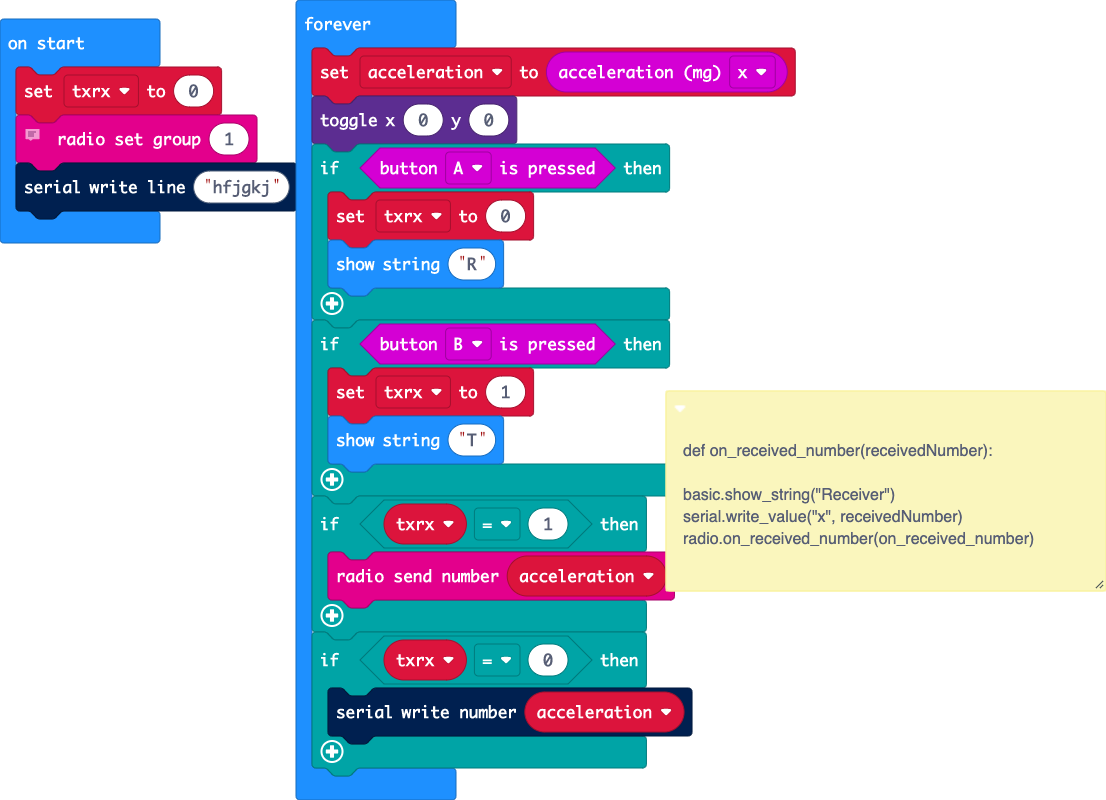 on start
set txrx to 0
radio set group 1
serial write line "hfjgkj"
forever
set acceleration to acceleration (mg) x
toggle x 0 y 0
if button A is pressed then
set txrx to 0
show string "R"
if button B is pressed then
set txrx to 1
show string "T"
if txrx = 1 then
radio send number acceleration
if txrx = 0 then
serial write number acceleration
def on_received_number(receivedNumber):
basic.show_string("Receiver")
serial.write_value("x", receivedNumber)
radio.on_received_number(on_received_number)